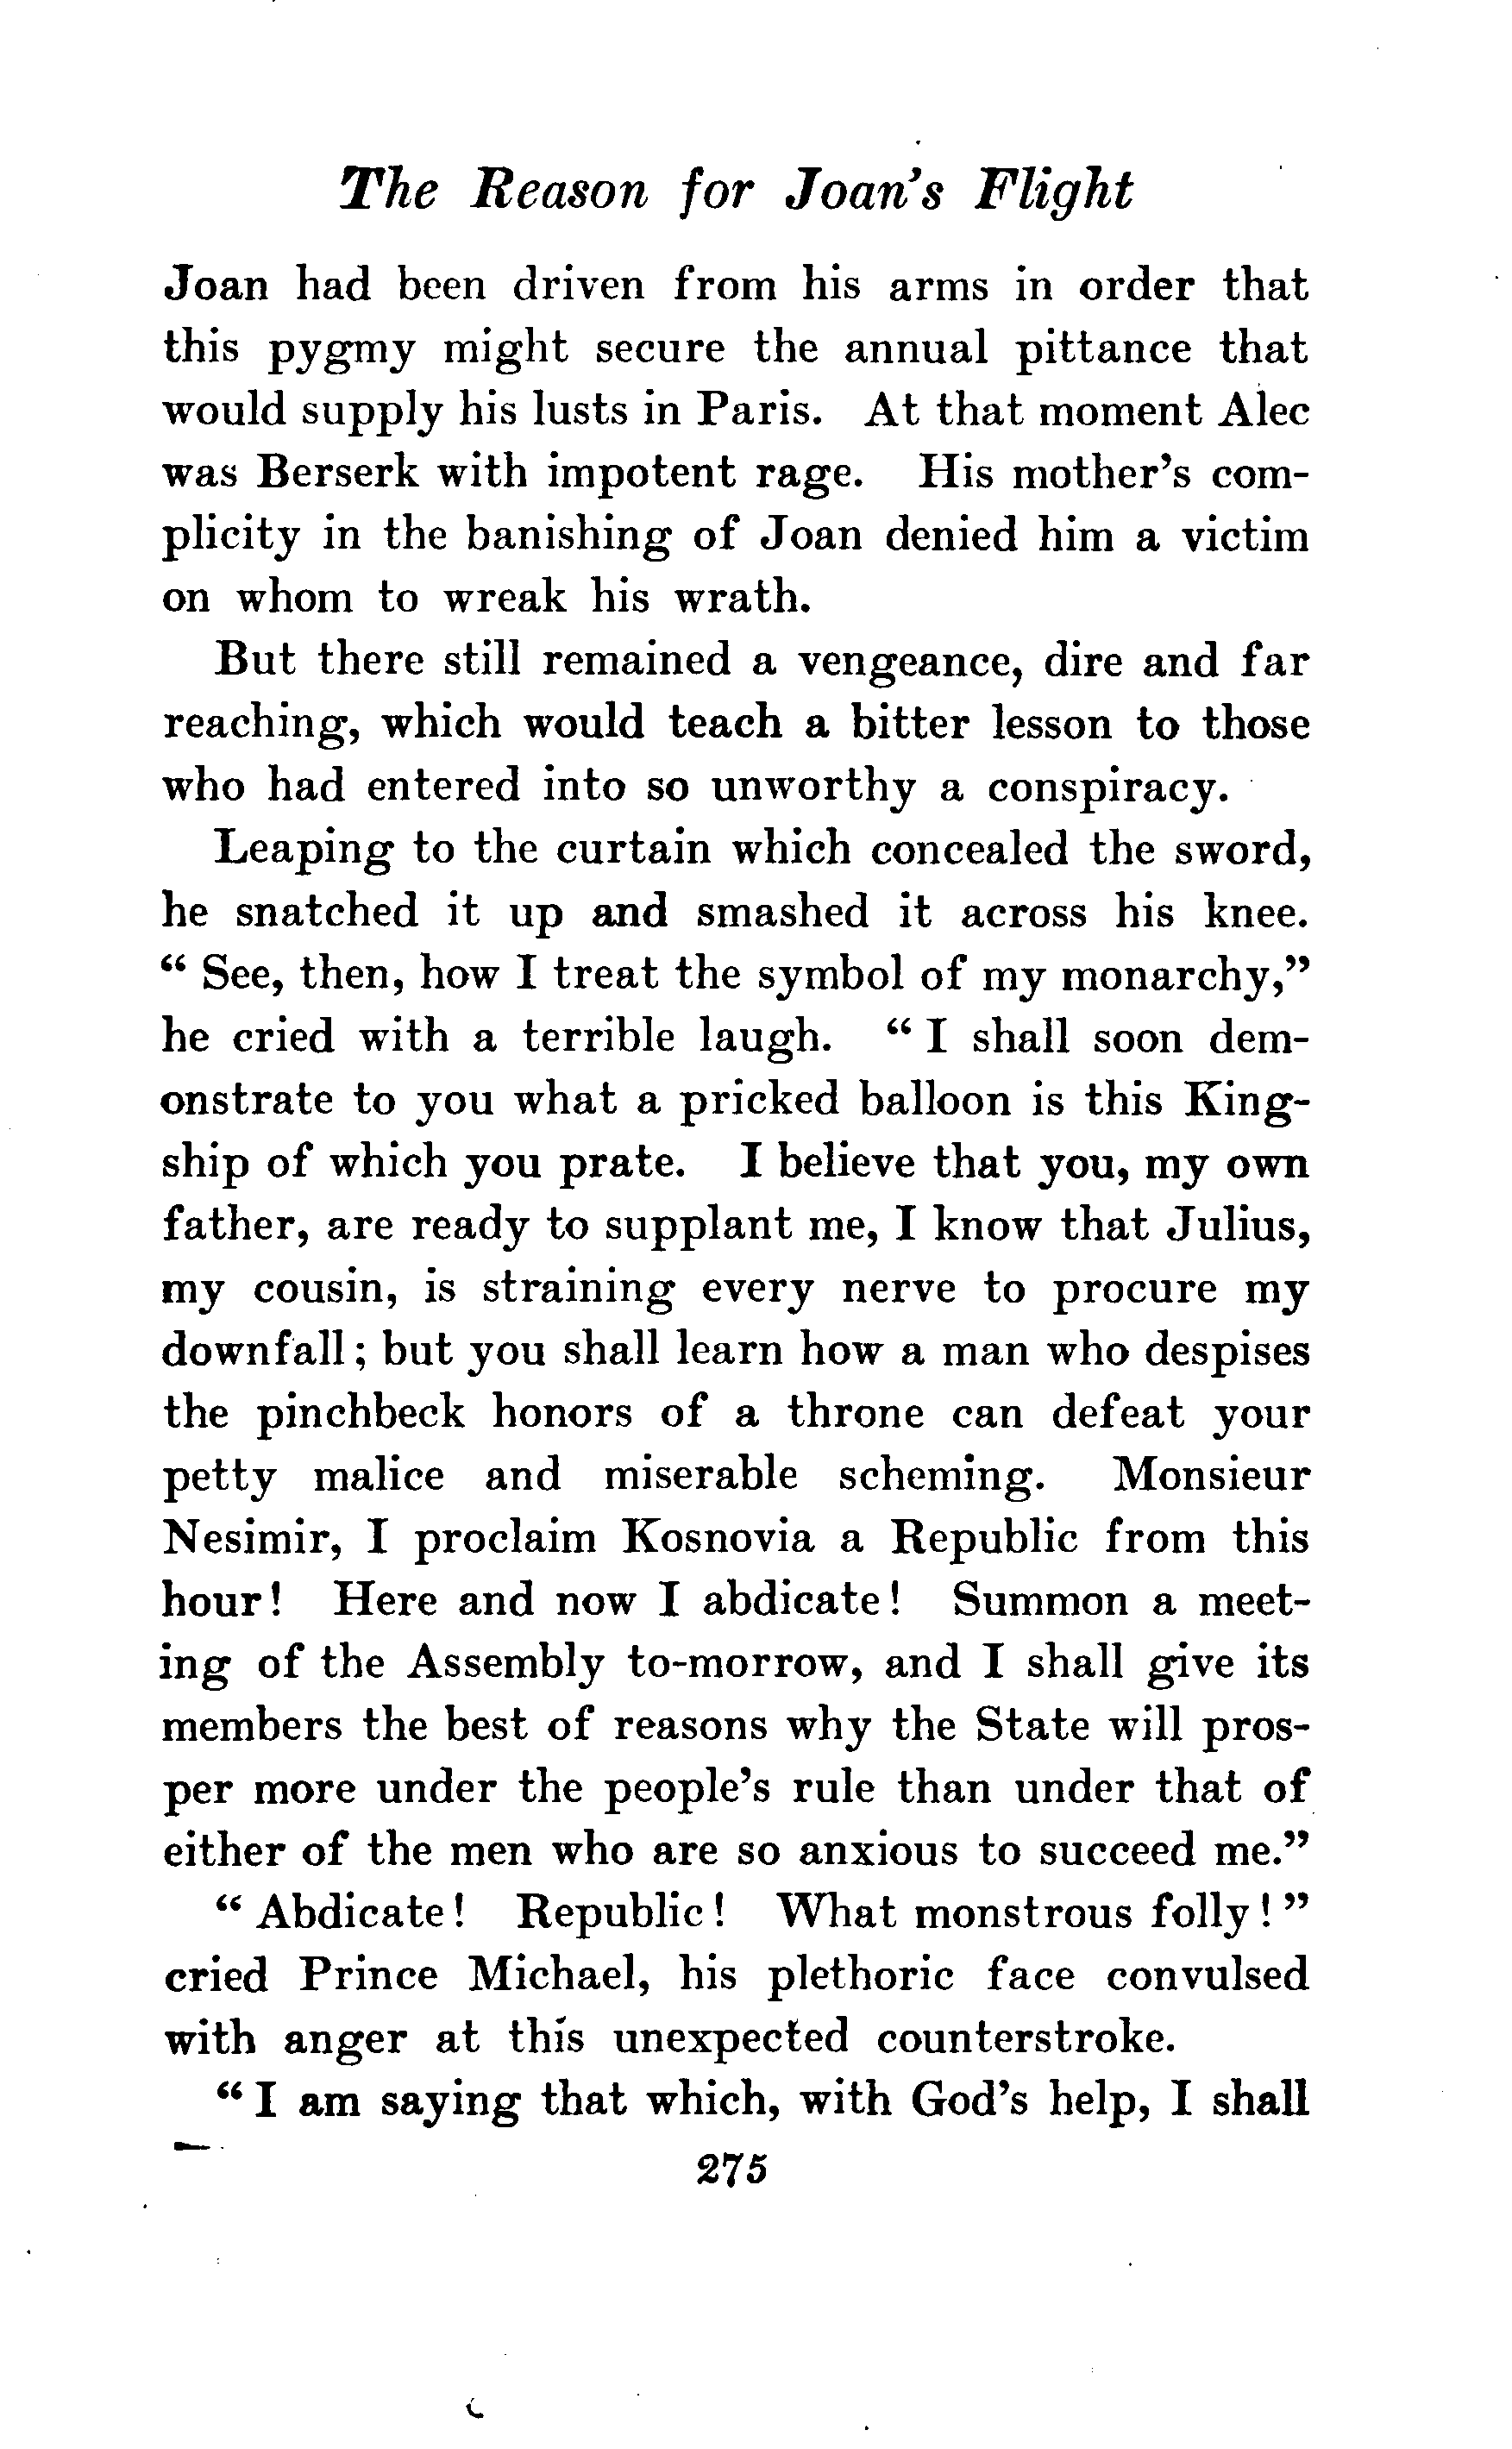 The Reason for Joan's Flight
Joan had been driven from his arms in order that
this pygmy might secure the annual pittance that
would supply his lusts in Paris. At that moment Alec
was Berserk with impotent rage. His mother's com-
plicity in the banishing of Joan denied him a victim
on whom to wreak his wrath.
But there still remained a vengeance, dire and far
reaching, which would teach a bitter lesson to those
who had entered into so unworthy a conspiracy.
Leaping to the curtain which concealed the sword,
he snatched it up and smashed it across his knee.
“ See, then, how I treat the symbol of my monarchy,”
he cried with a terrible laugh. “ I shall soon dem-
onstrate to you what a pricked balloon is this King-
ship of which you prate. I believe that you, my own
father, are ready to supplant me, I know that Julius,
my cousin, is straining every nerve to procure my
downfall ; but you shall learn how a man who despises
the pinchbeck honors of a throne can defeat your
petty malice and miserable scheming. Monsieur
Nesimir, I proclaim Kosnovia a Republic from this
hour! Here and now I abdicate! Summon a meet-
ing of the Assembly to-morrow, and I shall give its
members the best of reasons why the State will pros-
per more under the people's rule than under that of
either of the men who are so anxious to succeed me.”
“ Abdicate! Republic! What monstrous folly! ”
cried Prince Michael, his plethoric face convulsed
with anger at this unexpected counterstroke.
“ I am saying that which, with God's help, I shall
275